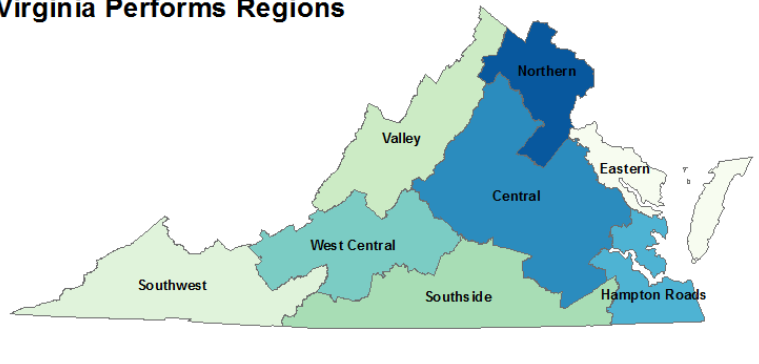 Virginia Performs Regions
Northern
Valley
Eastern
Central
West Central
Southwest
Southside
Hampton Roads